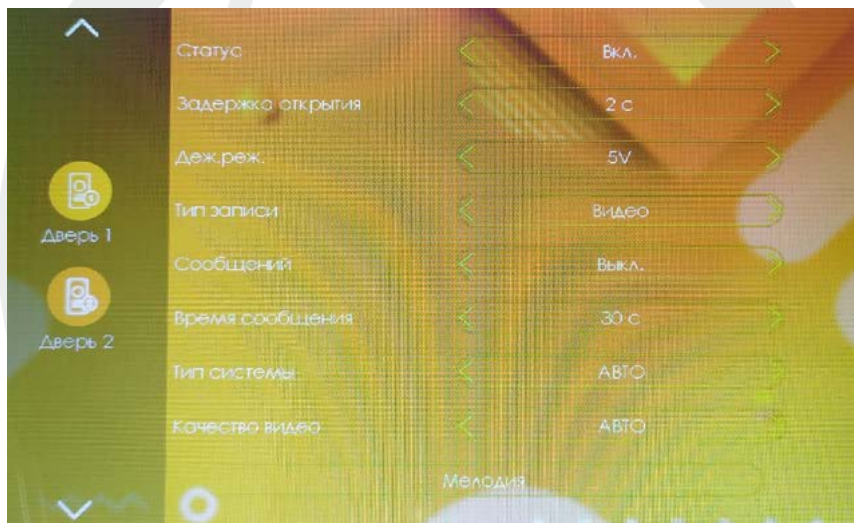 Статус Вкл.
Задержка открытия 2 с
Деж.реж. 5V
Тип записи Видео
Дверь 1
Сообщений Выкл.
Время сообщения 30 с
Дверь 2
Тип системы АВТО
Качество видео АВТО
Мелодия